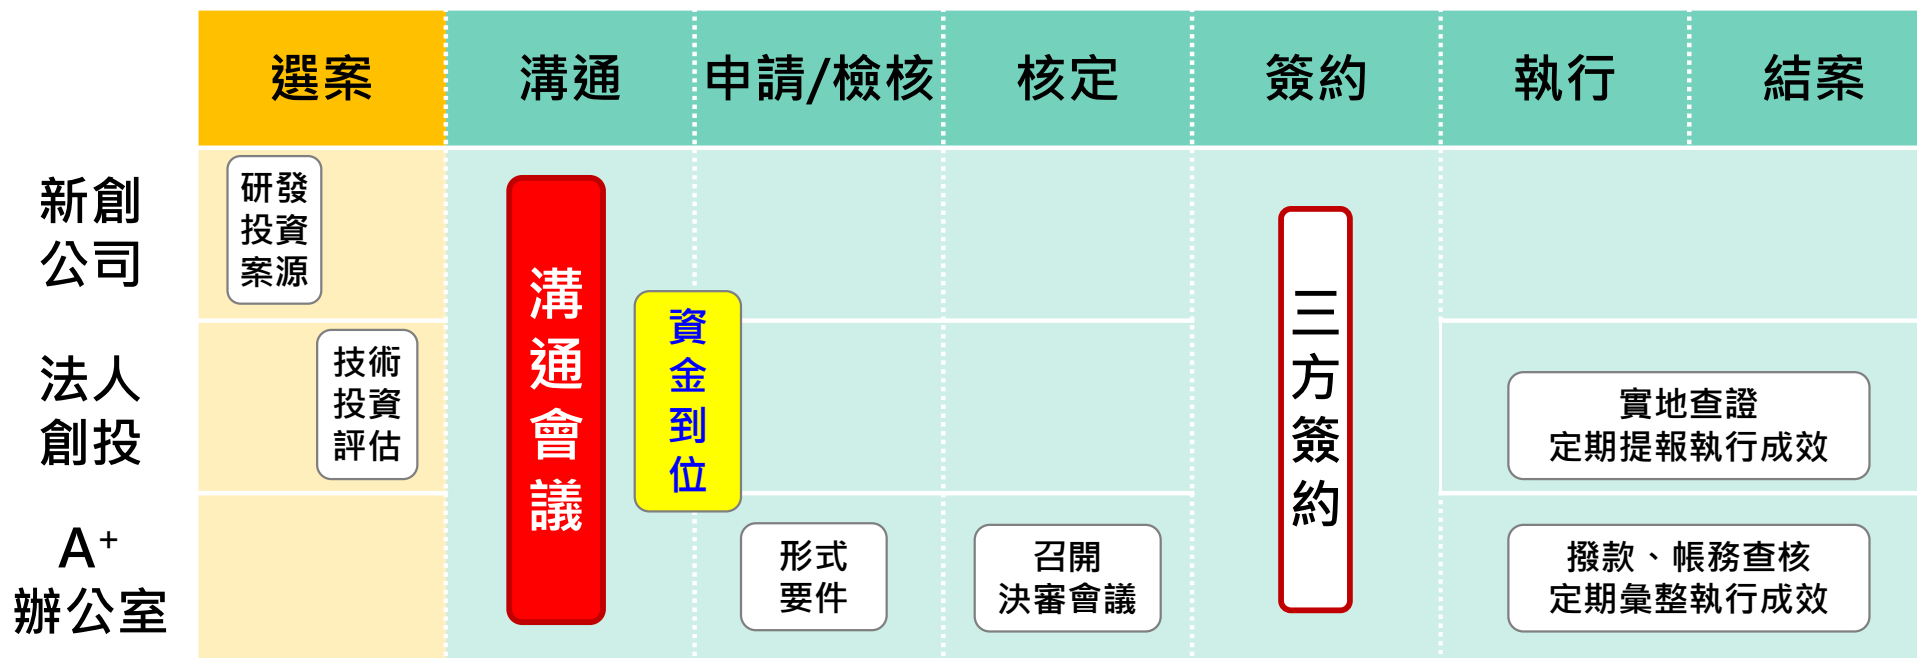 選案
溝通
申請/檢核
核定
簽約
執行
結案
新創
公司
研發
投資
案源
溝通會議
資金到位
三方簽約
法人
創投
技術
投資
評估
實地查證
定期提報執行成效
A+
辦公室
形式
要件
召開
決審會議
撥款、帳務查核
定期彙整執行成效